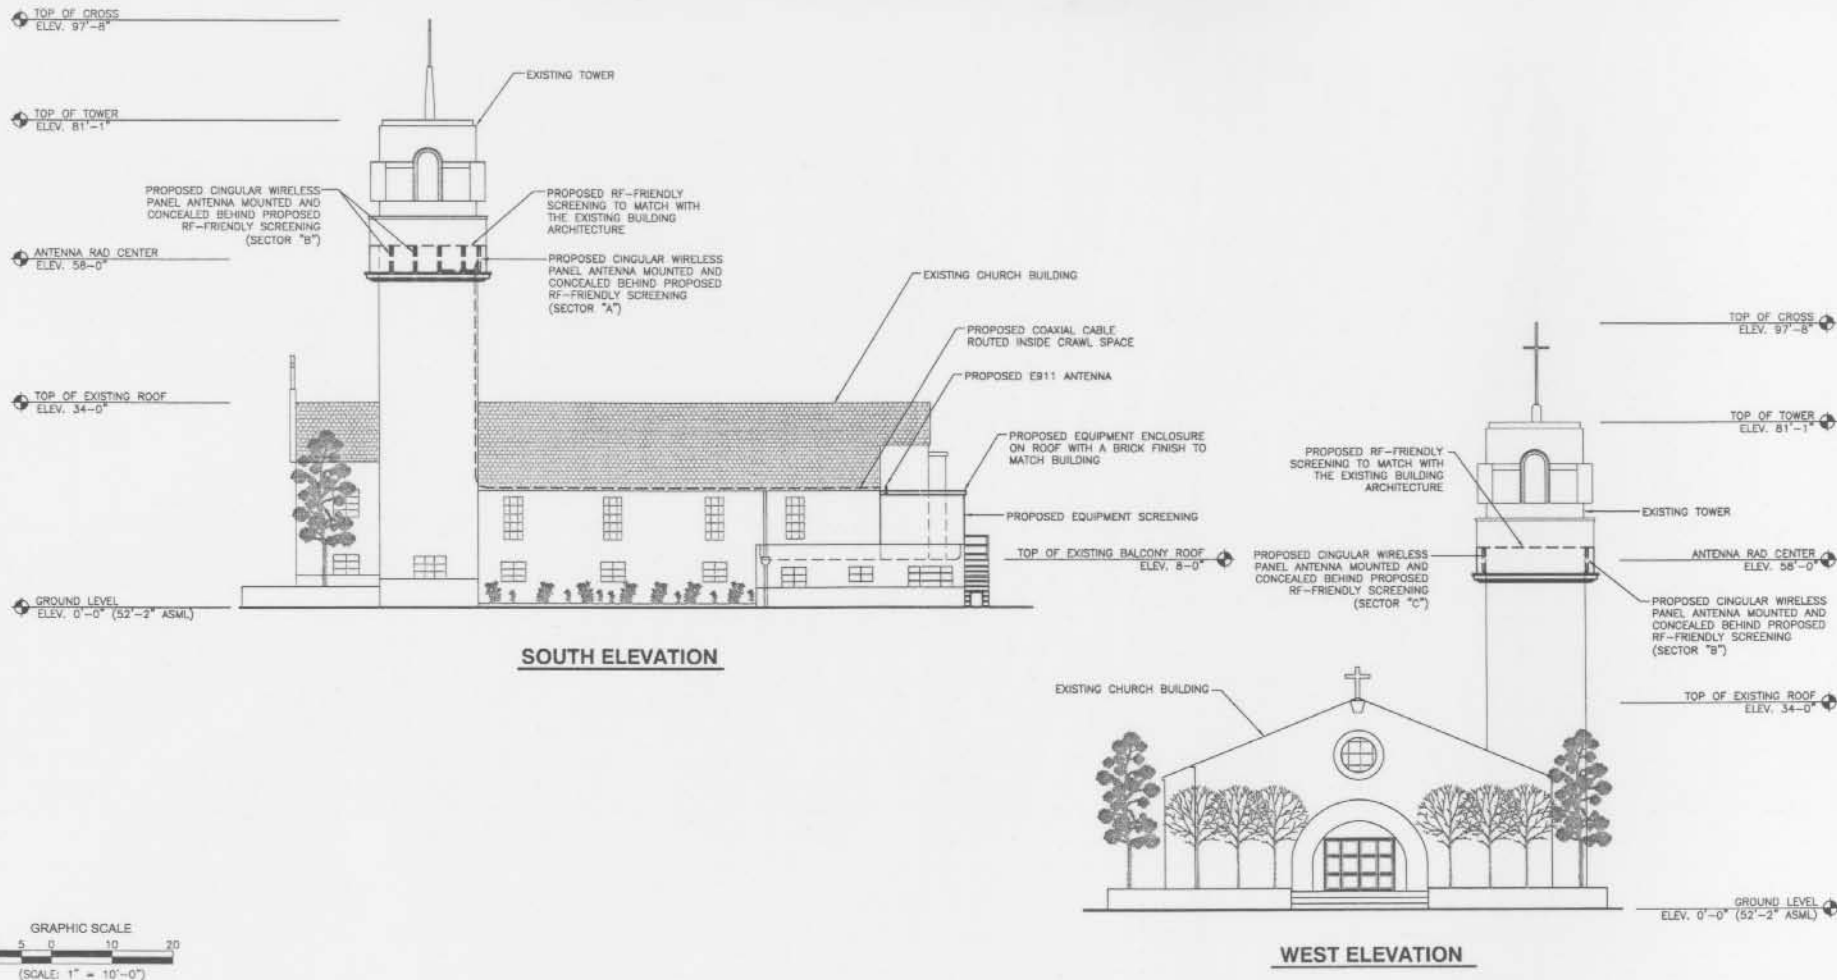 TOP OF CROSS
ELEV. 97'-8"
TOP OF TOWER
ELEV. 81'-1"
EXISTING TOWER
PROPOSED CINGULAR WIRELESS
PANEL ANTENNA MOUNTED AND
CONCEALED BEHIND PROPOSED
RF-FRIENDLY SCREENING
(SECTOR "B")
PROPOSED RF-FRIENDLY
SCREENING TO MATCH WITH
THE EXISTING BUILDING
ARCHITECTURE
ANTENNA RAD CENTER
ELEV. 58'-0"
PROPOSED CINGULAR WIRELESS
PANEL ANTENNA MOUNTED AND
CONCEALED BEHIND PROPOSED
RF-FRIENDLY SCREENING
(SECTOR "A")
EXISTING CHURCH BUILDING
PROPOSED COAXIAL CABLE
ROUTED INSIDE CRAWL SPACE
PROPOSED E911 ANTENNA
TOP OF EXISTING ROOF
ELEV. 34-0"
PROPOSED EQUIPMENT ENCLOSURE
ON ROOF WITH A BRICK FINISH TO
MATCH BUILDING
PROPOSED EQUIPMENT SCREENING
TOP OF EXISTING BALCONY ROOF
ELEV. 8-0"
GROUND LEVEL
ELEV. 0'-0" (52'-2" ASML)
SOUTH ELEVATION
TOP OF CROSS
ELEV. 97'-8"
TOP OF TOWER
ELEV. 81'-1"
PROPOSED RF-FRIENDLY
SCREENING TO MATCH WITH
THE EXISTING BUILDING
ARCHITECTURE
EXISTING TOWER
PROPOSED CINGULAR WIRELESS
PANEL ANTENNA MOUNTED AND
CONCEALED BEHIND PROPOSED
RF-FRIENDLY SCREENING
(SECTOR "C")
ANTENNA RAD CENTER
ELEV. 58'-0"
PROPOSED CINGULAR WIRELESS
PANEL ANTENNA MOUNTED AND
CONCEALED BEHIND PROPOSED
RF-FRIENDLY SCREENING
(SECTOR "B")
EXISTING CHURCH BUILDING
TOP OF EXISTING ROOF
ELEV. 34-0"
GROUND LEVEL
ELEV. 0'-0" (52'-2" ASML)
WEST ELEVATION
GRAPHIC SCALE
5 0 10 20
(SCALE: 1" = 10'-0")